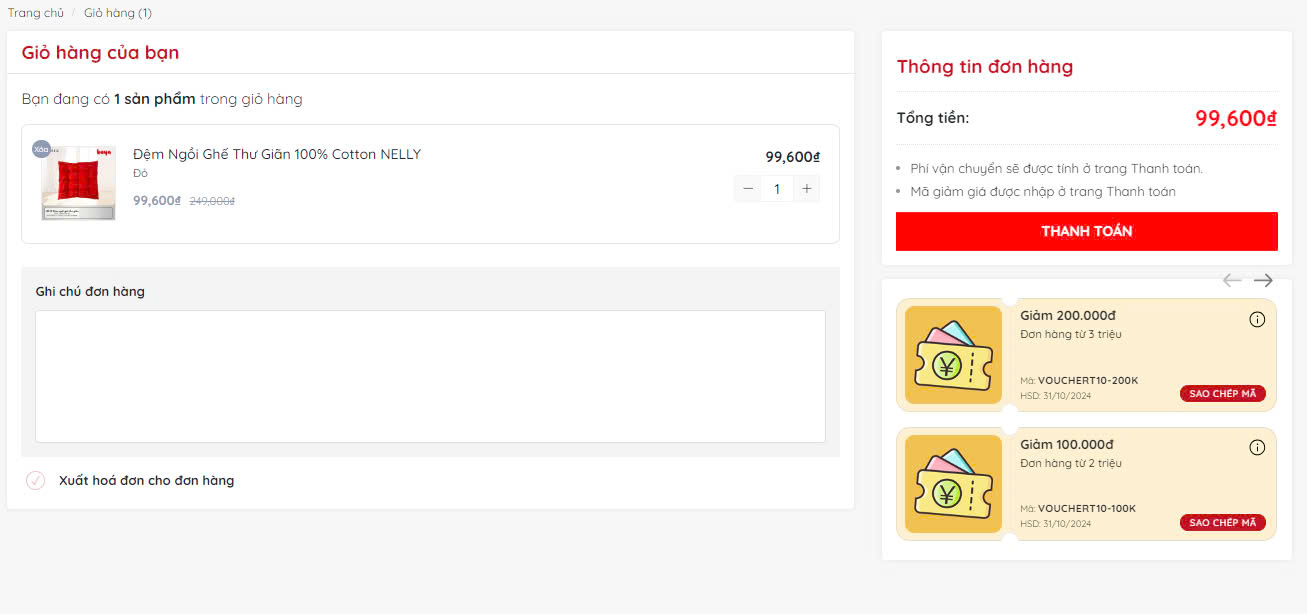 Trang chủ / Giỏ hàng (1)
Giỏ hàng của bạn
Bạn đang có 1 sản phẩm trong giỏ hàng
Xóa
Đệm Ngồi Ghế Thư Giãn 100% Cotton NELLY
Đỏ
99,600₫ 249,000₫
99,600₫
− 1 +
Ghi chú đơn hàng
Xuất hoá đơn cho đơn hàng
Thông tin đơn hàng
Tổng tiền: 99,600₫
Phí vận chuyển sẽ được tính ở trang Thanh toán.
Mã giảm giá được nhập ở trang Thanh toán
THANH TOÁN
Giảm 200.000đ
Đơn hàng từ 3 triệu
Mã: VOUCHERT10-200K
HSD: 31/10/2024
SAO CHÉP MÃ
Giảm 100.000đ
Đơn hàng từ 2 triệu
Mã: VOUCHERT10-100K
HSD: 31/10/2024
SAO CHÉP MÃ